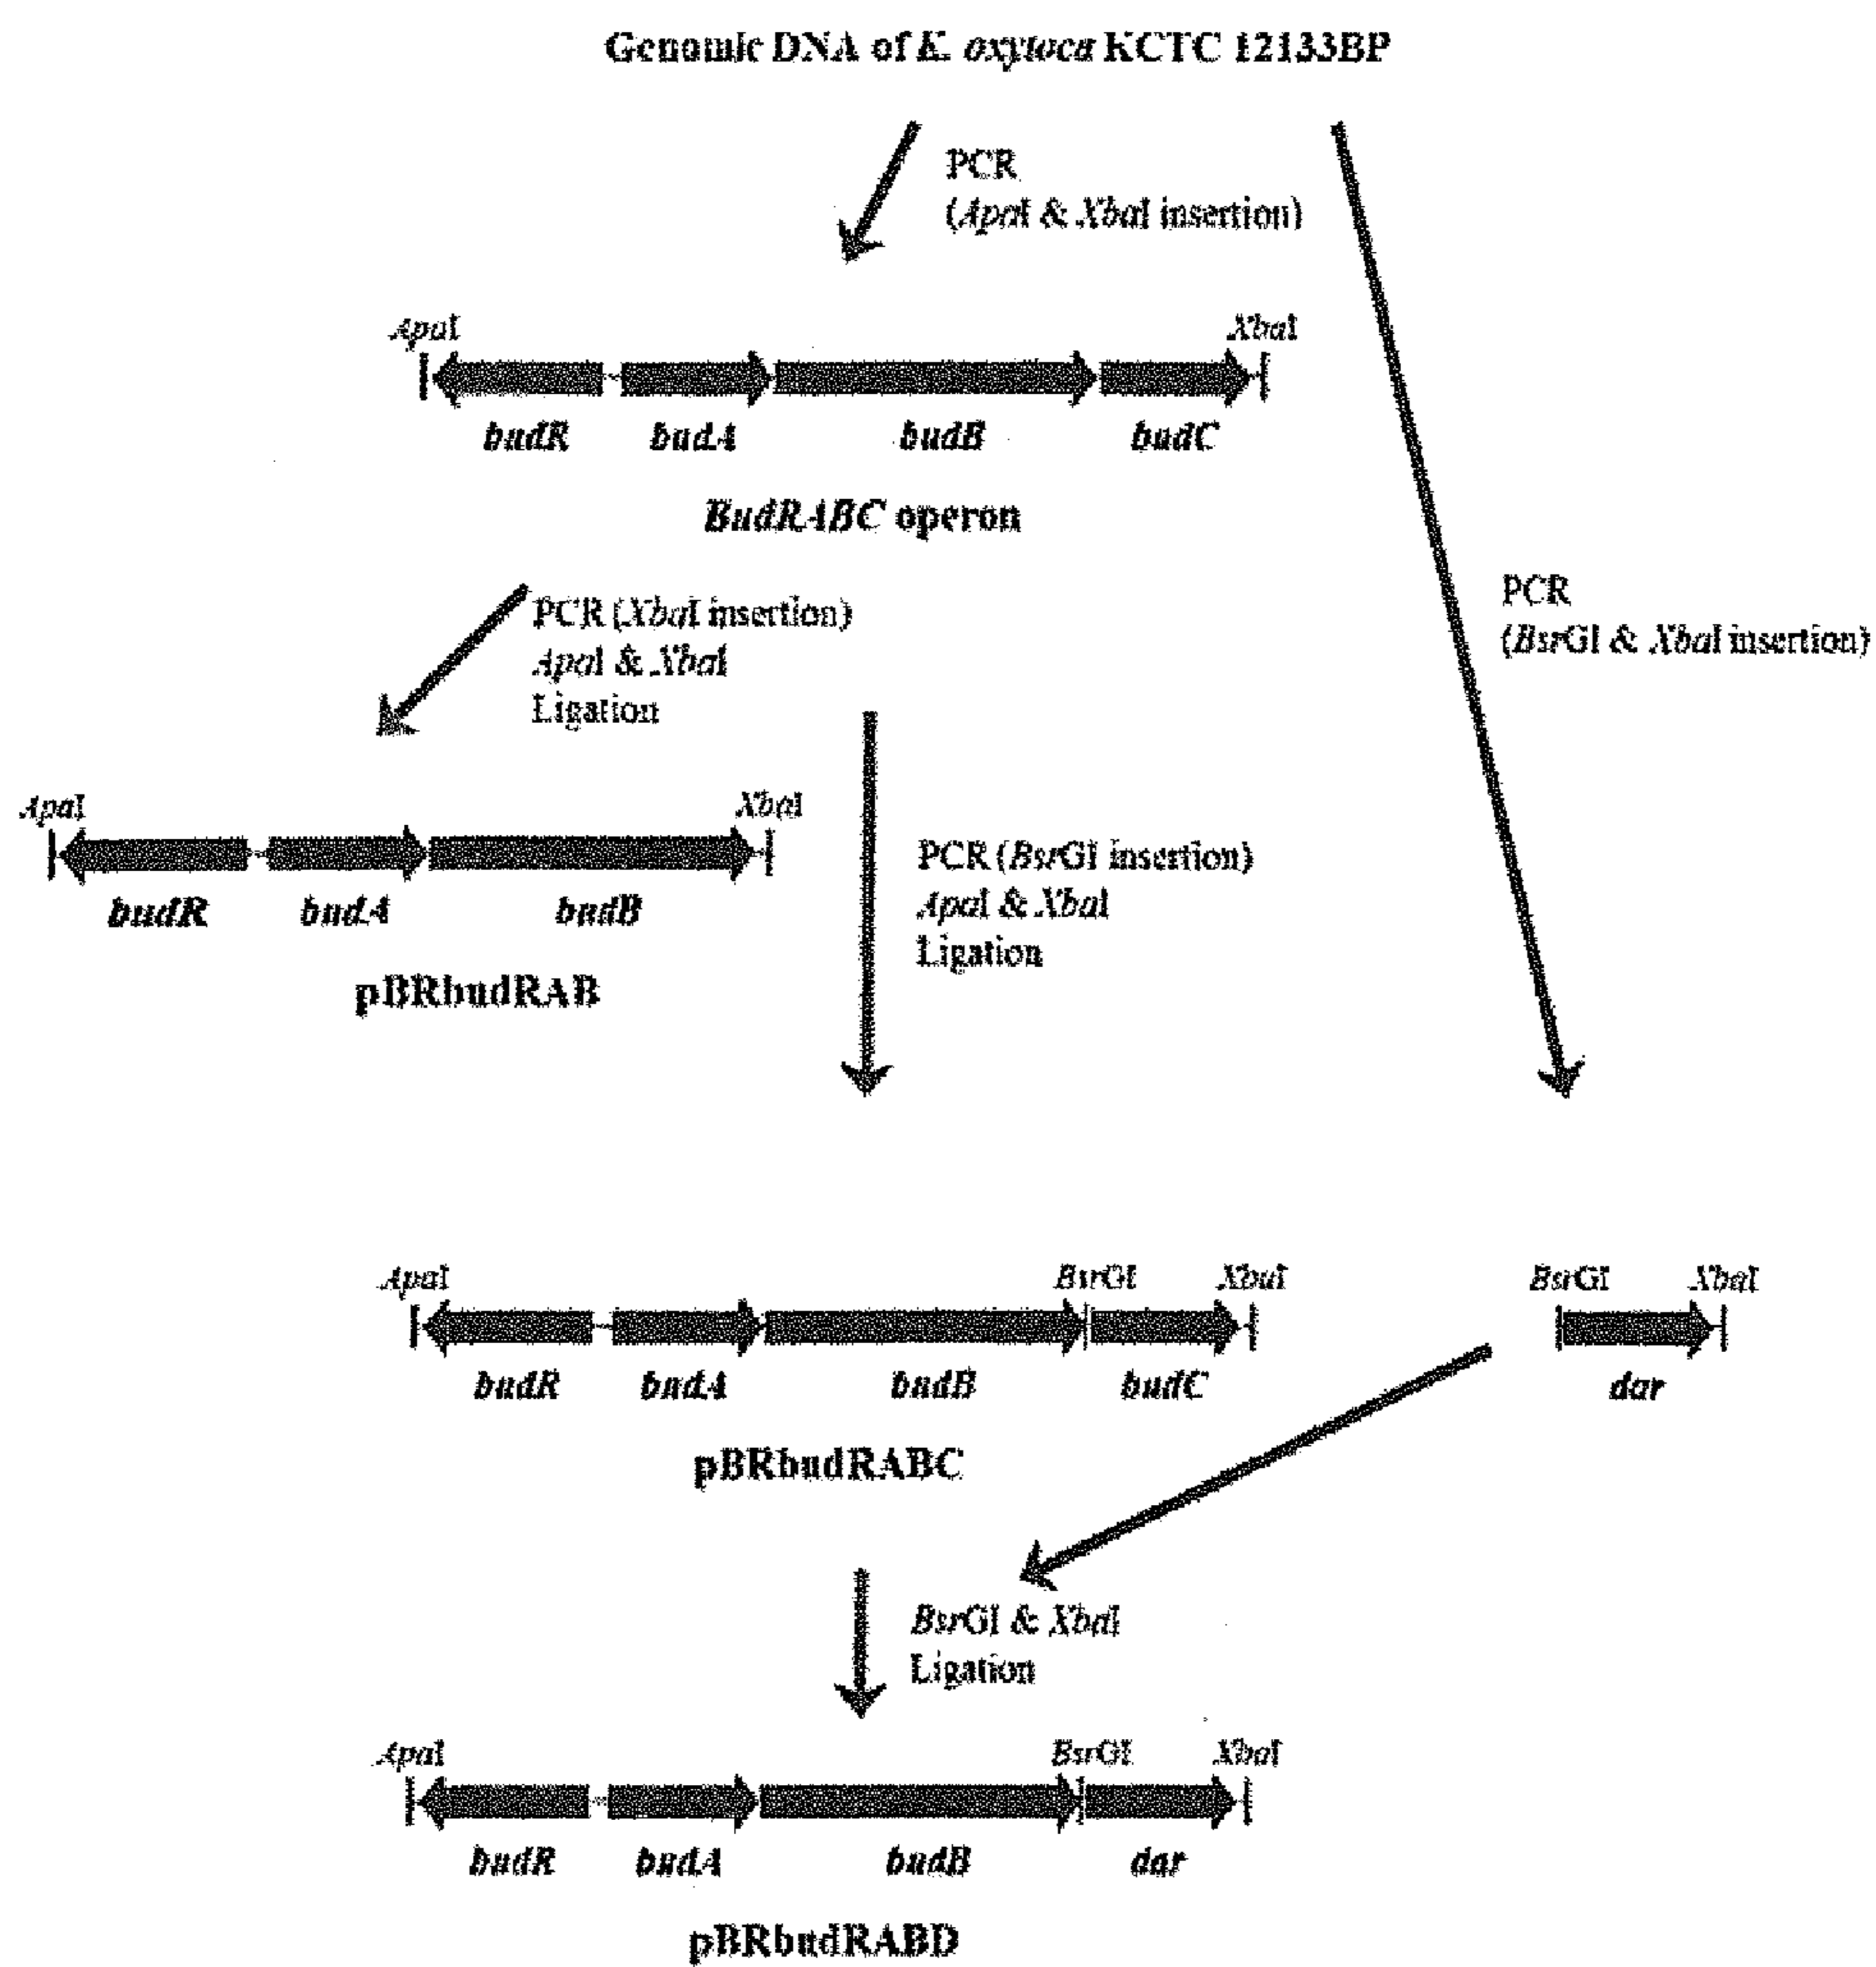 Genomic DNA of K. oxytoca KCTC 12133BP
PCR
(ApaI & XbaI insertion)
ApaI XbaI
budR budA budB budC
BudRABC operon
PCR (XbaI insertion)
ApaI & XbaI
Ligation
PCR
(BsrGI & XbaI insertion)
ApaI XbaI
budR budA budB
pBRbudRAB
PCR (BsrGI insertion)
ApaI & XbaI
Ligation
ApaI BsrGI XbaI BsrGI XbaI
budR budA budB budC dar
pBRbudRABC
BsrGI & XbaI
Ligation
ApaI BsrGI XbaI
budR budA budB dar
pBRbudRABD